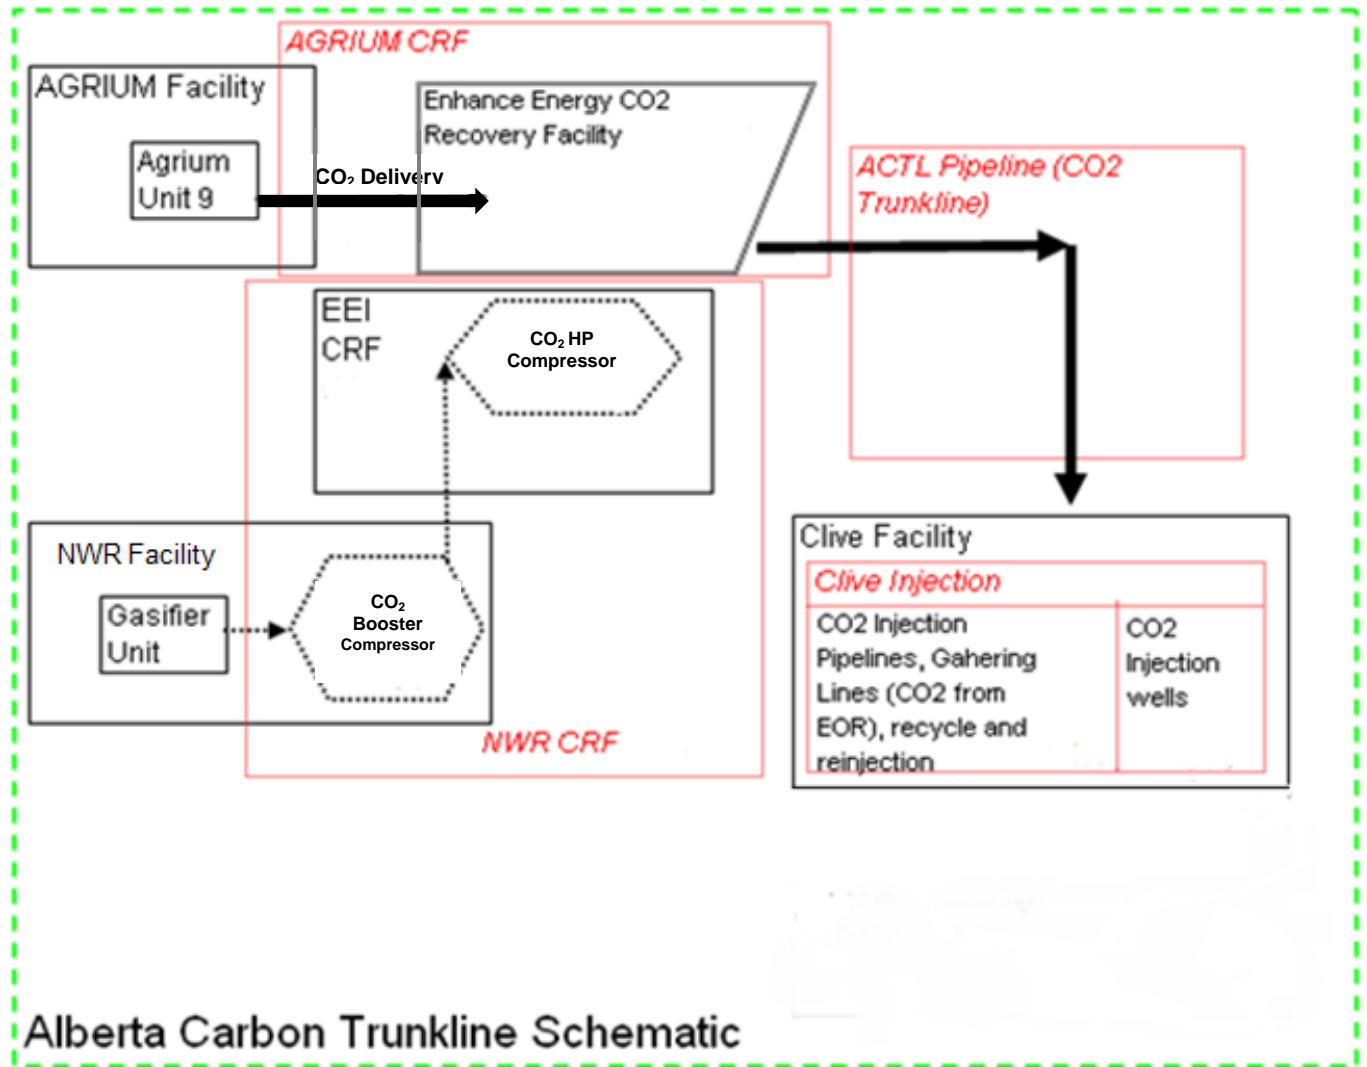 AGRIUM CRF
AGRIUM Facility
Agrium
Unit 9
CO₂ Delivery
Enhance Energy CO2
Recovery Facility
ACTL Pipeline (CO2
Trunkline)
EEI
CRF
CO₂ HP
Compressor
NWR Facility
Gasifier
Unit
CO₂
Booster
Compressor
NWR CRF
Clive Facility
Clive Injection
CO2 Injection
Pipelines, Gahering
Lines (CO2 from
EOR), recycle and
reinjection
CO2
Injection
wells
Alberta Carbon Trunkline Schematic